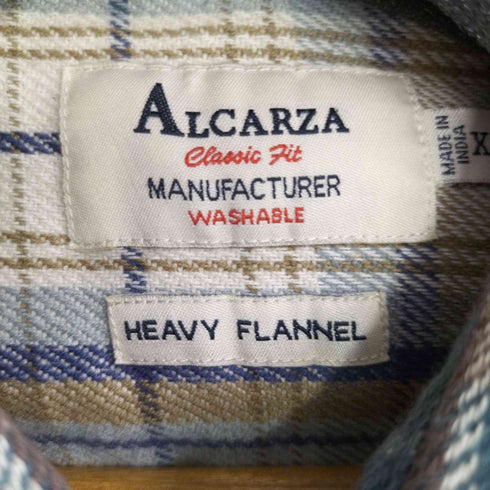 ALCARZA
Classic Fit
MANUFACTURER
WASHABLE
HEAVY FLANNEL
MADE IN
INDIA